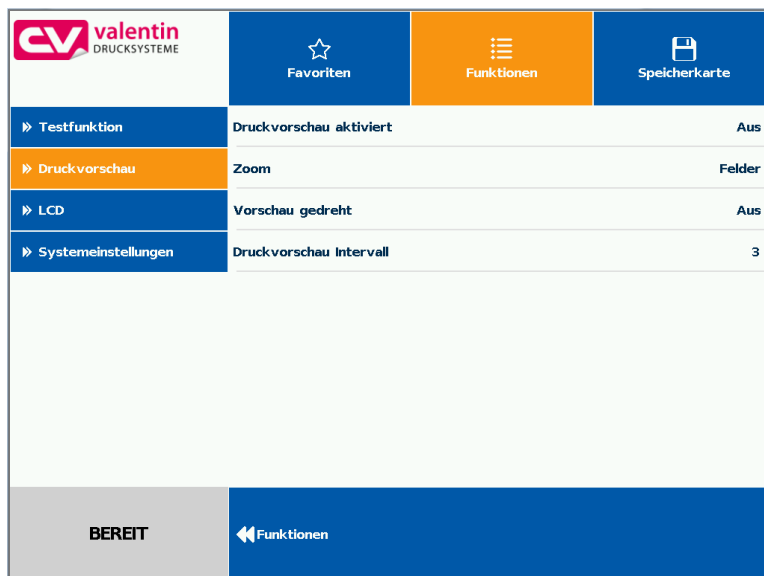 valentin
DRUCKSYSTEME
Favoriten
Funktionen
Speicherkarte
Testfunktion
Druckvorschau aktiviert Aus
Druckvorschau
Zoom Felder
LCD
Vorschau gedreht Aus
Systemeinstellungen
Druckvorschau Intervall 3
BEREIT
Funktionen